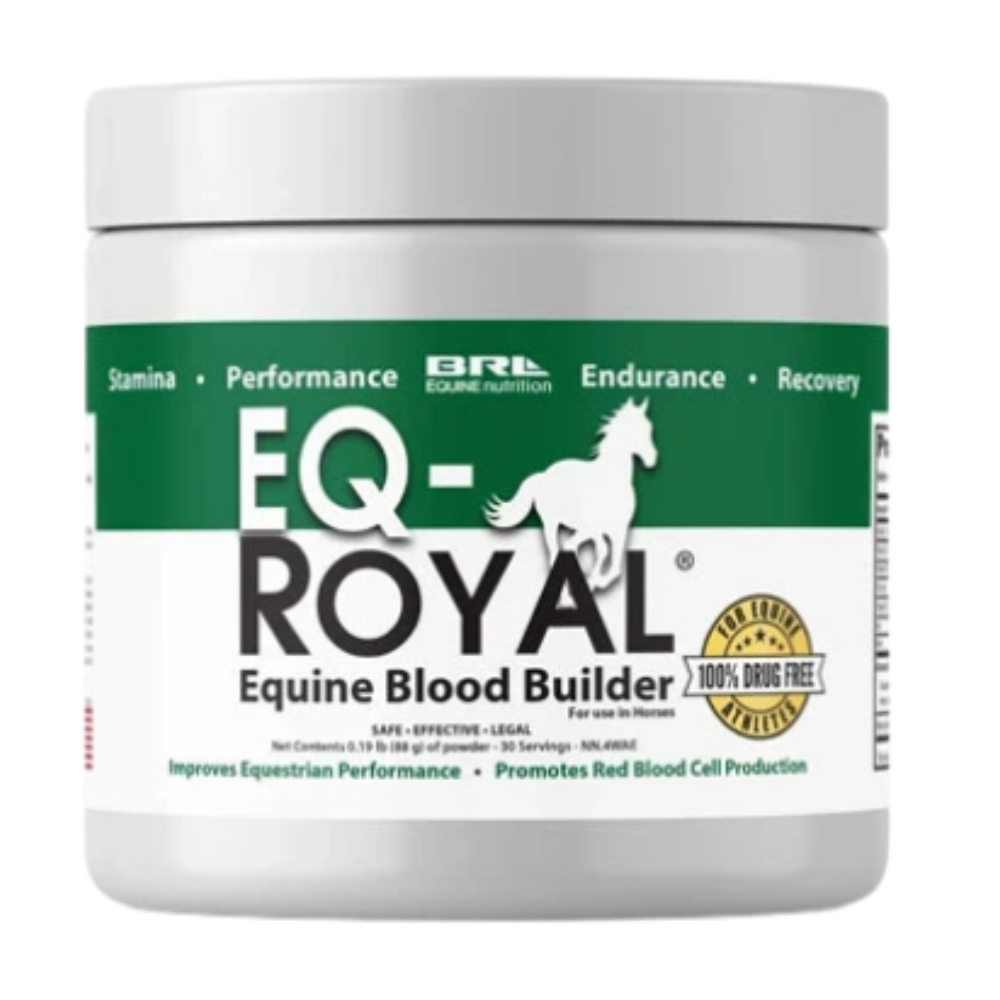 Stamina • Performance BRL Endurance • Recovery
EQUINE nutrition
EQ-
ROYAL®
Equine Blood Builder
For use in Horses
FOR EQUINE
100% DRUG FREE
ATHLETES
SAFE • EFFECTIVE • LEGAL
Net Contents 0.19 lb (88 g) of powder - 30 Servings - NN.4WAE
Improves Equestrian Performance • Promotes Red Blood Cell Production